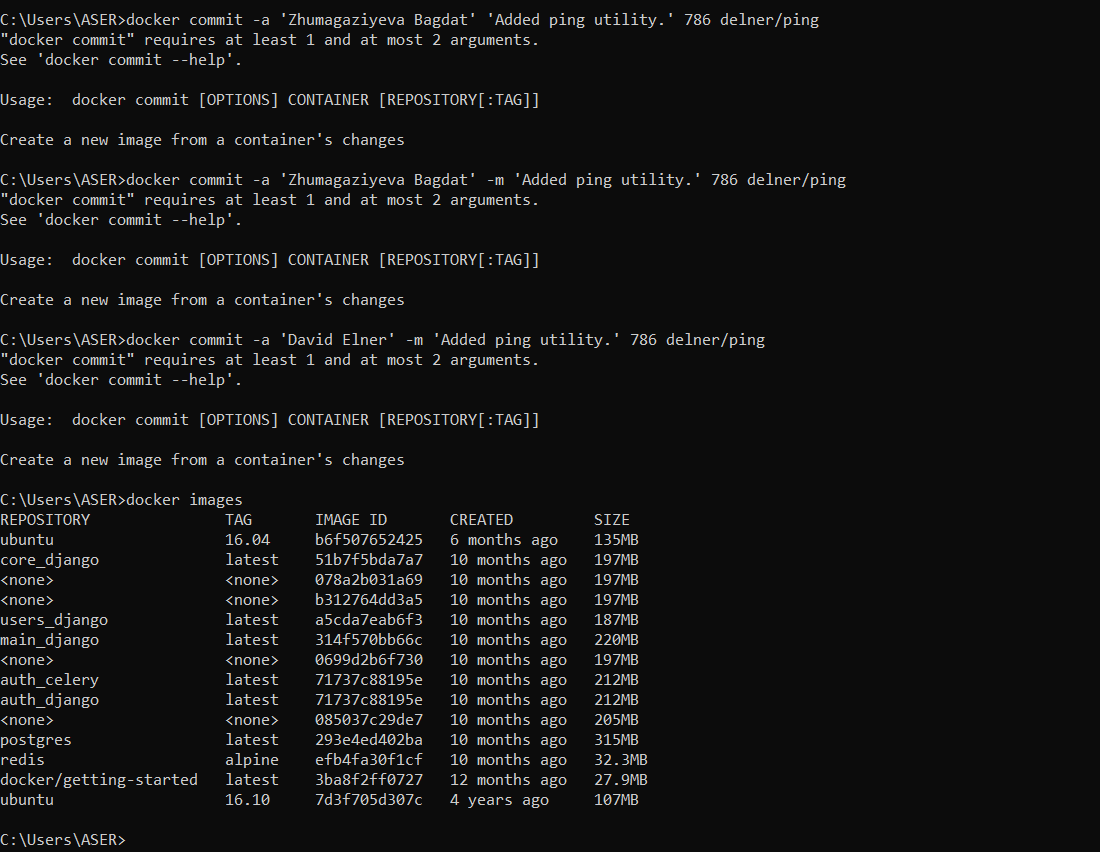 C:\Users\ASER>docker commit -a 'Zhumagaziyeva Bagdat' 'Added ping utility.' 786 delner/ping
"docker commit" requires at least 1 and at most 2 arguments.
See 'docker commit --help'.
Usage:  docker commit [OPTIONS] CONTAINER [REPOSITORY[:TAG]]
Create a new image from a container's changes
C:\Users\ASER>docker commit -a 'Zhumagaziyeva Bagdat' -m 'Added ping utility.' 786 delner/ping
"docker commit" requires at least 1 and at most 2 arguments.
See 'docker commit --help'.
Usage:  docker commit [OPTIONS] CONTAINER [REPOSITORY[:TAG]]
Create a new image from a container's changes
C:\Users\ASER>docker commit -a 'David Elner' -m 'Added ping utility.' 786 delner/ping
"docker commit" requires at least 1 and at most 2 arguments.
See 'docker commit --help'.
Usage:  docker commit [OPTIONS] CONTAINER [REPOSITORY[:TAG]]
Create a new image from a container's changes
C:\Users\ASER>docker images
REPOSITORY               TAG       IMAGE ID       CREATED         SIZE
ubuntu                   16.04     b6f507652425   6 months ago    135MB
core_django              latest    51b7f5bda7a7   10 months ago   197MB
<none>                   <none>    078a2b031a69   10 months ago   197MB
<none>                   <none>    b312764dd3a5   10 months ago   197MB
users_django             latest    a5cda7eab6f3   10 months ago   187MB
main_django              latest    314f570bb66c   10 months ago   220MB
<none>                   <none>    0699d2b6f730   10 months ago   197MB
auth_celery              latest    71737c88195e   10 months ago   212MB
auth_django              latest    71737c88195e   10 months ago   212MB
<none>                   <none>    085037c29de7   10 months ago   205MB
postgres                 latest    293e4ed402ba   10 months ago   315MB
redis                    alpine    efb4fa30f1cf   10 months ago   32.3MB
docker/getting-started   latest    3ba8f2ff0727   12 months ago   27.9MB
ubuntu                   16.10     7d3f705d307c   4 years ago     107MB
C:\Users\ASER>